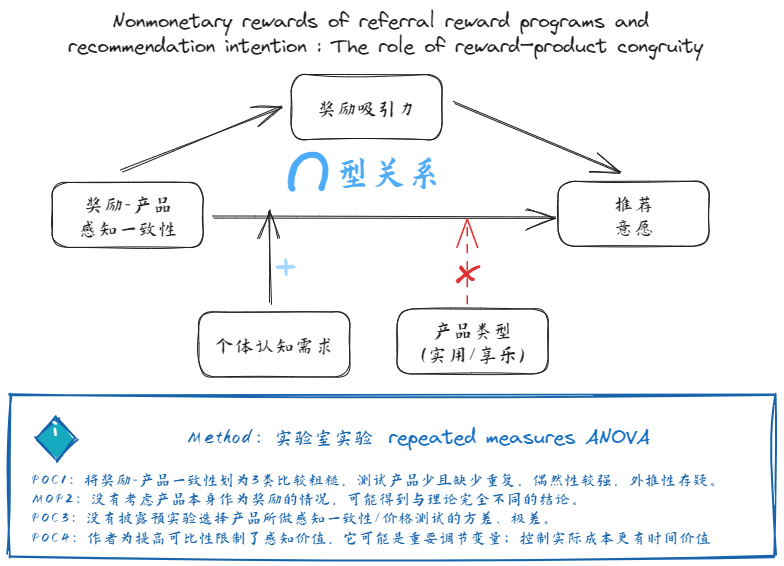 Nonmonetary rewards of referral reward programs and
recommendation intention : The role of reward-product congruity
奖励吸引力
∩型关系
奖励-产品
感知一致性
推荐
意愿
+
×
个体认知需求
产品类型
(实用/享乐)
Method: 实验室实验 repeated measures ANOVA
POC1: 将奖励-产品一致性划为3类比较粗糙，测试产品少且缺少重复，偶然性较强，外推性存疑。
MOP2: 没有考虑产品本身作为奖励的情况，可能得到与理论完全不同的结论。
POC3: 没有披露预实验选择产品所做感知一致性/价格测试的方差、极差。
POC4: 作者为提高可比性限制了感知价值，它可能是重要调节变量；控制实际成本更有时间价值